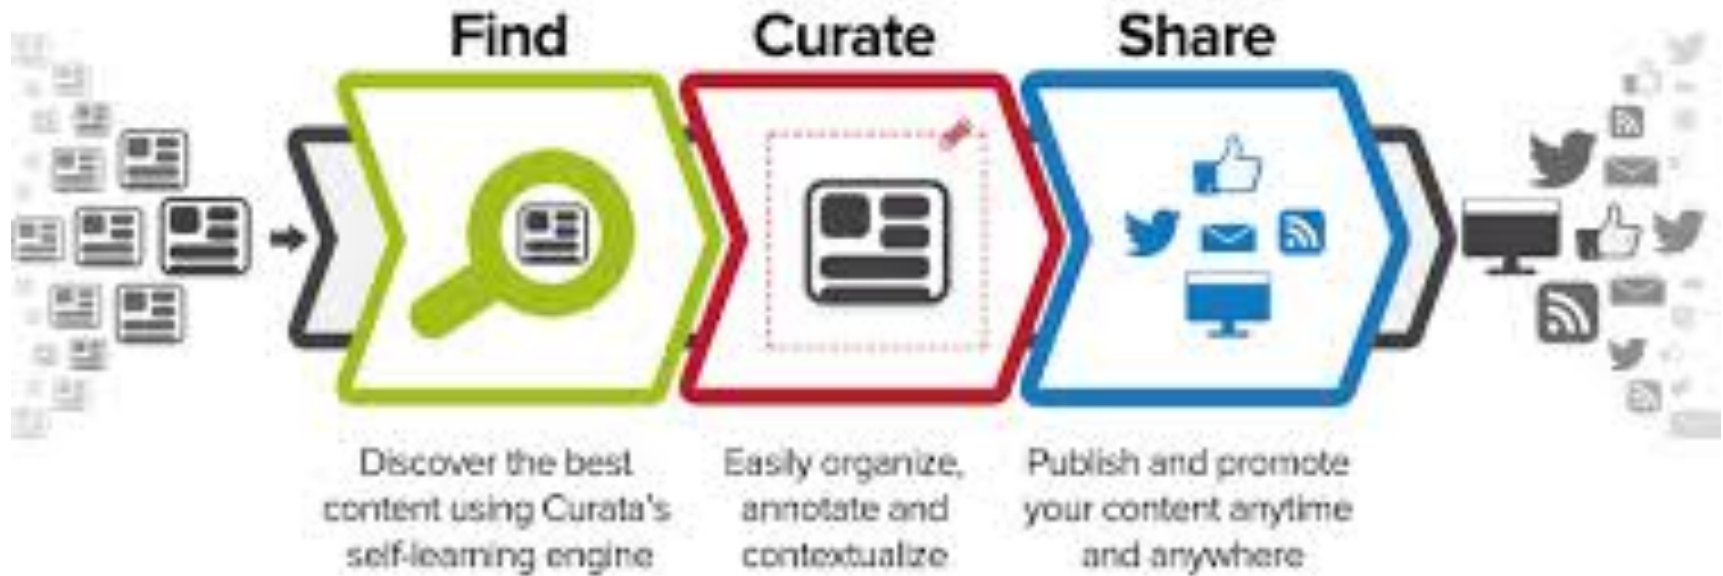 Find
Curate
Share
Discover the best
content using Curata's
self-learning engine
Easily organize,
annotate and
contextualize
Publish and promote
your content anytime
and anywhere